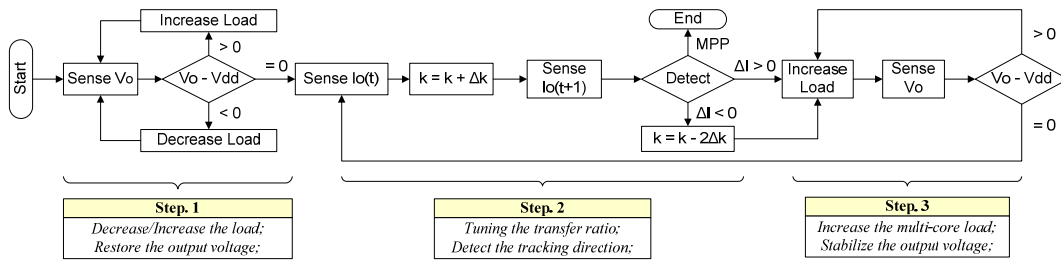 Start
Increase Load
> 0
Sense Vo
Vo - Vdd
= 0
< 0
Decrease Load
Sense Io(t)
k = k + Δk
Sense
Io(t+1)
End
MPP
Detect
ΔI > 0
ΔI < 0
k = k - 2Δk
Increase
Load
Sense
Vo
Vo - Vdd
> 0
= 0
Step. 1
Decrease/Increase the load;
Restore the output voltage;
Step. 2
Tuning the transfer ratio;
Detect the tracking direction;
Step. 3
Increase the multi-core load;
Stabilize the output voltage;